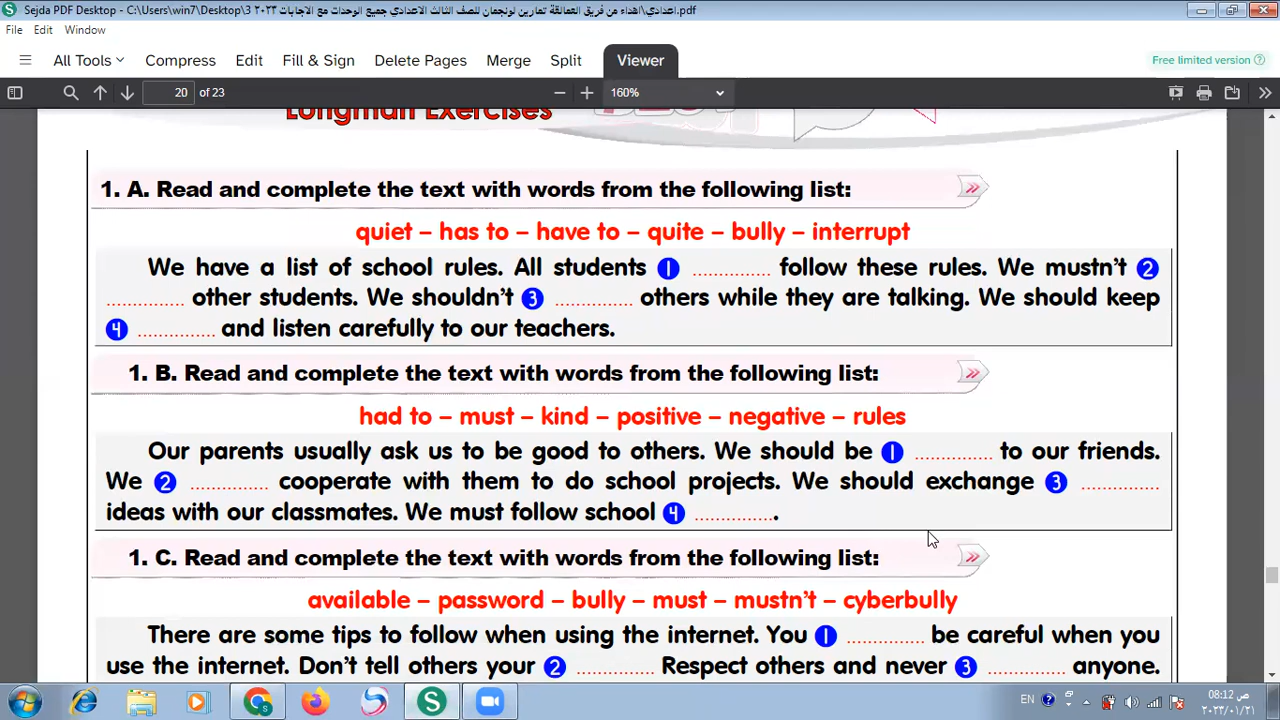 Sejda PDF Desktop - C:\Users\win7\Desktop\3 اعدادي\اهداء من فريق العمالقة تمارين لونجمان للصف الثالث الاعدادي جميع الوحدات مع الاجابات ٢٠٢٣.pdf
File Edit Window
All Tools Compress Edit Fill & Sign Delete Pages Merge Split Viewer Free limited version
20 of 23 160%
Longman Exercises
1. A. Read and complete the text with words from the following list:
quiet – has to – have to – quite – bully – interrupt
We have a list of school rules. All students 1 ............. follow these rules. We mustn't 2
............. other students. We shouldn't 3 ............. others while they are talking. We should keep
4 ............. and listen carefully to our teachers.
1. B. Read and complete the text with words from the following list:
had to – must – kind – positive – negative – rules
Our parents usually ask us to be good to others. We should be 1 ............. to our friends.
We 2 ............. cooperate with them to do school projects. We should exchange 3 .............
ideas with our classmates. We must follow school 4 ..............
1. C. Read and complete the text with words from the following list:
available – password – bully – must – mustn't – cyberbully
There are some tips to follow when using the internet. You 1 ............. be careful when you
use the internet. Don't tell others your 2 ............. Respect others and never 3 ............. anyone.
EN 08:12 ص
٢٠٢٣/٠١/٢١